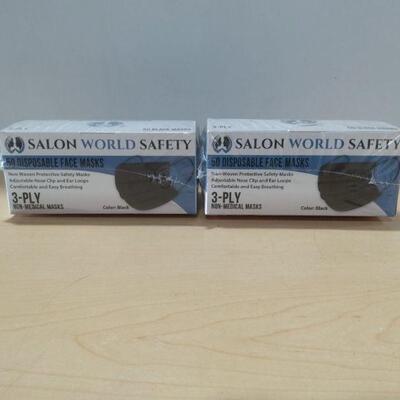 SALON WORLD SAFETY
50 DISPOSABLE FACE MASKS
Non-Woven Protective Safety Masks
Adjustable Nose Clip and Ear Loops
Comfortable and Easy Breathing
3-PLY
NON-MEDICAL MASKS
Color: Black
3-PLY
SALON WORLD SAFETY
50 DISPOSABLE FACE MASKS
Non-Woven Protective Safety Masks
Adjustable Nose Clip and Ear Loops
Comfortable and Easy Breathing
3-PLY
NON-MEDICAL MASKS
Color: Black